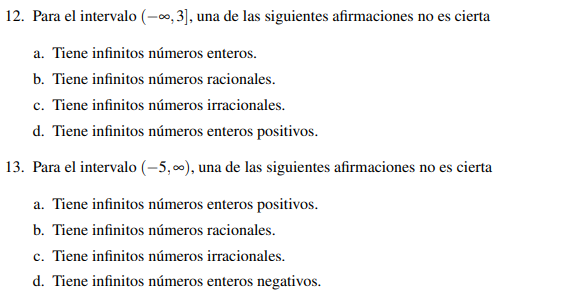 12. Para el intervalo (−∞,3], una de las siguientes afirmaciones no es cierta
a. Tiene infinitos números enteros.
b. Tiene infinitos números racionales.
c. Tiene infinitos números irracionales.
d. Tiene infinitos números enteros positivos.
13. Para el intervalo (−5,∞), una de las siguientes afirmaciones no es cierta
a. Tiene infinitos números enteros positivos.
b. Tiene infinitos números racionales.
c. Tiene infinitos números irracionales.
d. Tiene infinitos números enteros negativos.